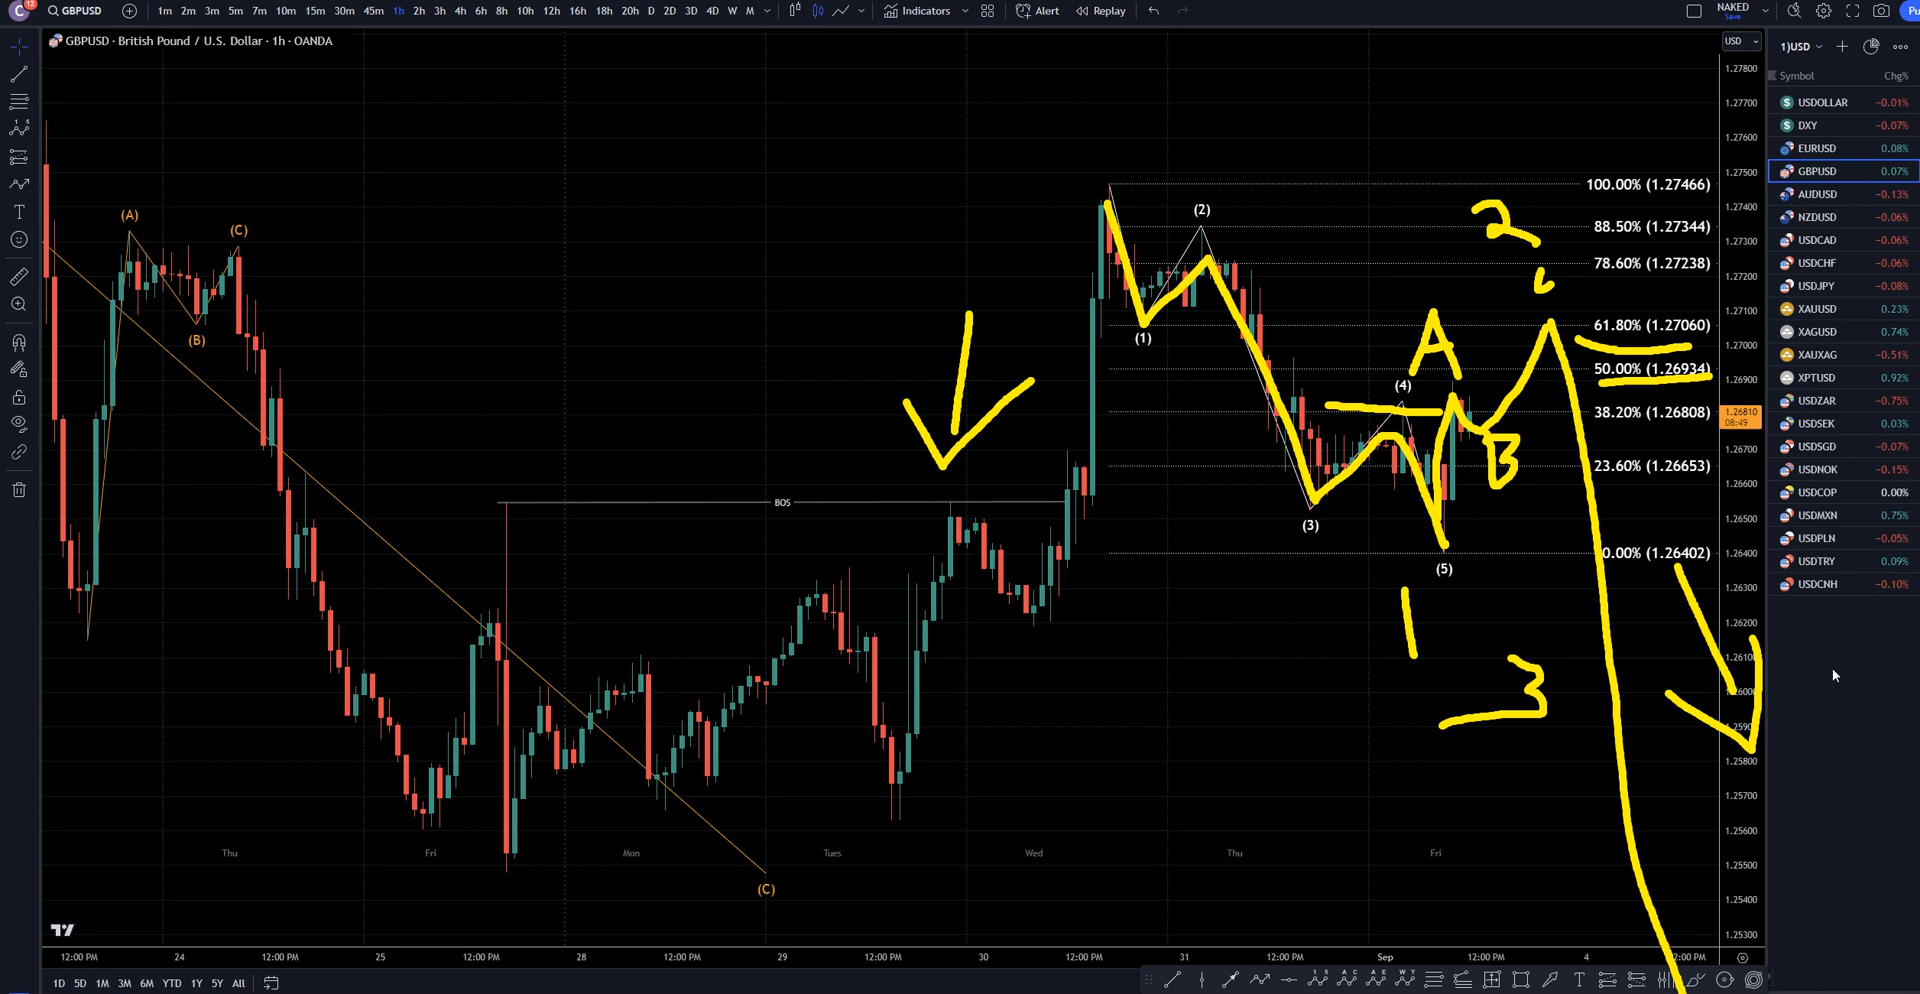 C 12 GBPUSD 1m 2m 3m 5m 7m 10m 15m 30m 45m 1h 2h 3h 4h 6h 8h 10h 12h 16h 18h 20h D 2D 3D 4D W M Indicators Alert Replay NAKED Save Pu
GBPUSD · British Pound / U.S. Dollar · 1h · OANDA
USD
1)USD
Symbol Chg%
USDOLLAR −0.01%
DXY −0.07%
EURUSD 0.08%
GBPUSD 0.07%
AUDUSD −0.13%
NZDUSD −0.06%
USDCAD −0.06%
USDCHF −0.06%
USDJPY −0.08%
XAUUSD 0.23%
XAGUSD 0.74%
XAUXAG −0.51%
XPTUSD 0.92%
USDZAR −0.75%
USDSEK 0.03%
USDSGD −0.07%
USDNOK −0.15%
USDCOP 0.00%
USDMXN 0.75%
USDPLN −0.05%
USDTRY 0.09%
USDCNH −0.10%
1.27800
1.27700
1.27600
1.27500
1.27400
1.27300
1.27200
1.27100
1.27000
1.26900
1.26810
08:49
1.26700
1.26600
1.26500
1.26400
1.26300
1.26200
1.25800
1.25700
1.25600
1.25500
1.25400
1.25300
100.00% (1.27466)
88.50% (1.27344)
78.60% (1.27238)
61.80% (1.27060)
50.00% (1.26934)
38.20% (1.26808)
23.60% (1.26653)
0.00% (1.26402)
(A)
(C)
(B)
(C)
BOS
(1)
(2)
(3)
(4)
(5)
2
A
B
1
3
Thu Fri Mon Tues Wed Thu Fri
12:00 PM 24 12:00 PM 25 12:00 PM 28 12:00 PM 29 12:00 PM 30 12:00 PM 31 12:00 PM Sep 12:00 PM 4 2:00 PM
1D 5D 1M 3M 6M YTD 1Y 5Y All